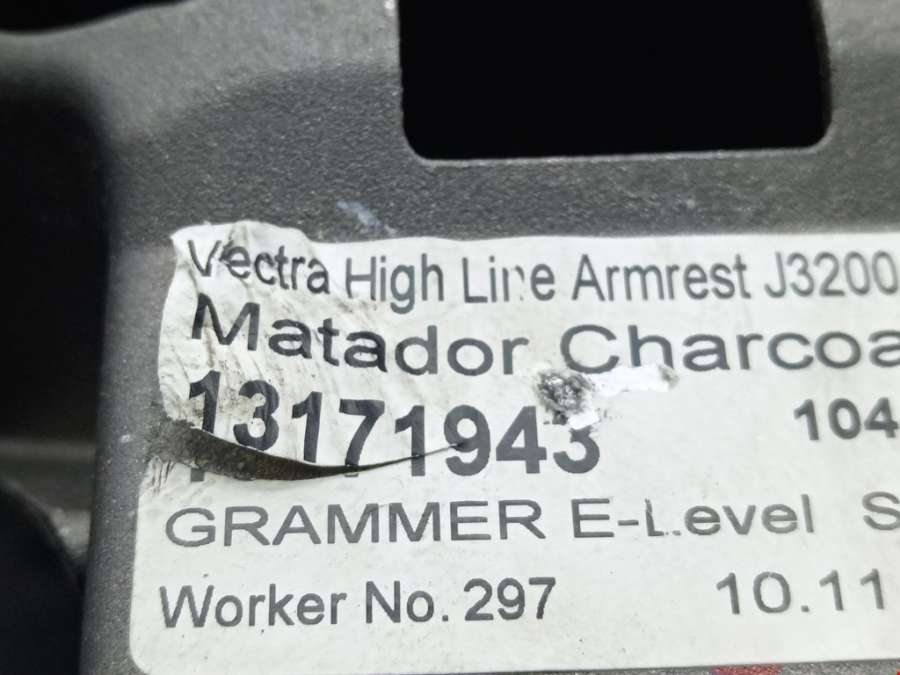 Vectra High Line Armrest J3200
Matador Charcoa
13171943 104
GRAMMER E-Level S
Worker No. 297 10.11